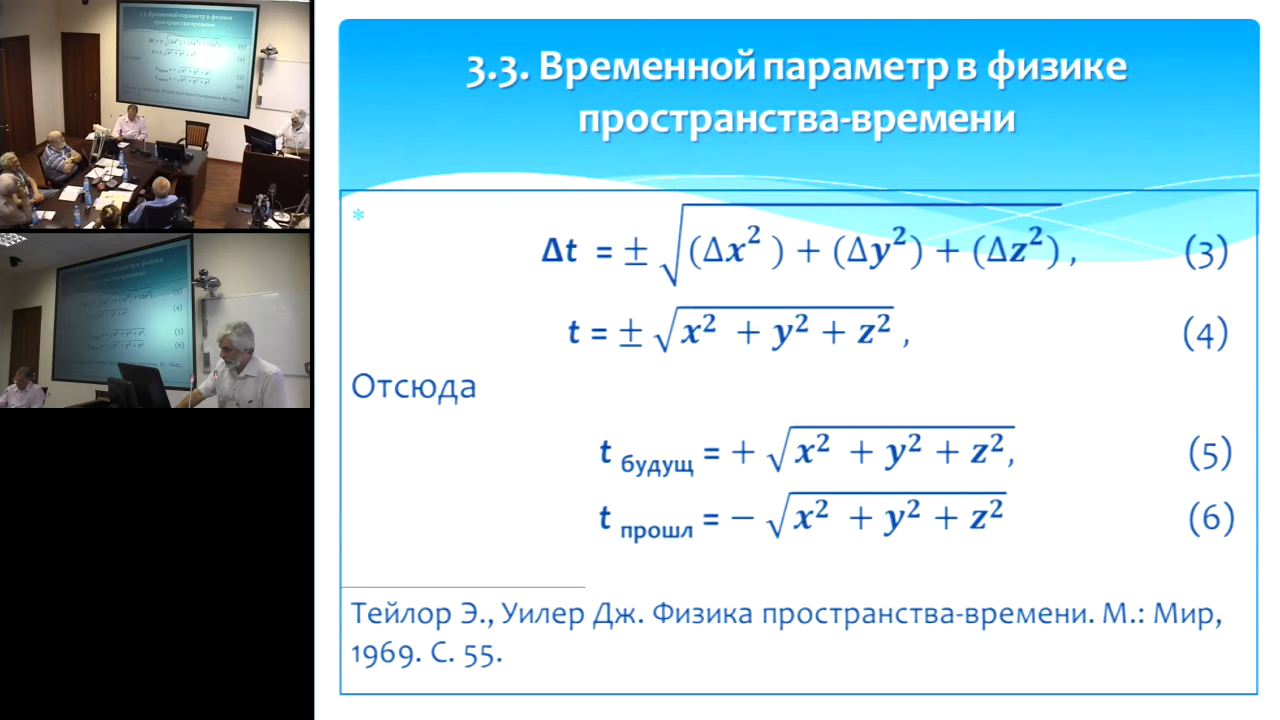 3.3. Временной параметр в физике
пространства-времени
*
Δt = ± √(Δx² ) + (Δy²) + (Δz²) , (3)
t = ± √x² + y² + z² , (4)
Отсюда
t будущ = + √x² + y² + z², (5)
t прошл = − √x² + y² + z² (6)
Тейлор Э., Уилер Дж. Физика пространства-времени. М.: Мир,
1969. С. 55.